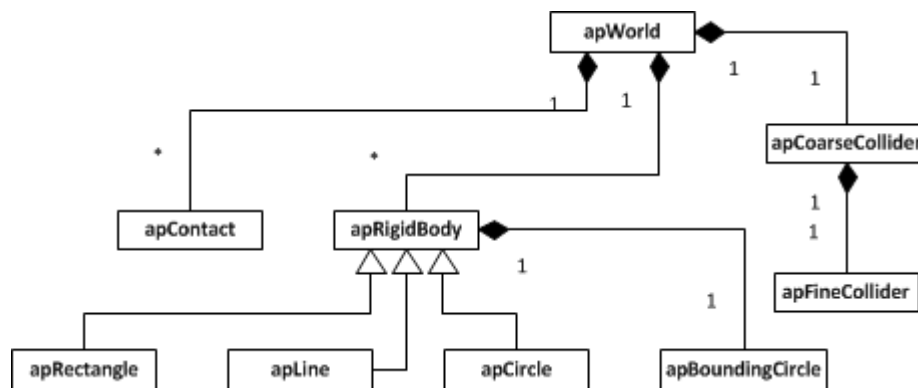 apWorld
1
1
1
1
*
*
apCoarseCollider
1
1
apContact
apRigidBody
1
1
apFineCollider
apRectangle
apLine
apCircle
apBoundingCircle